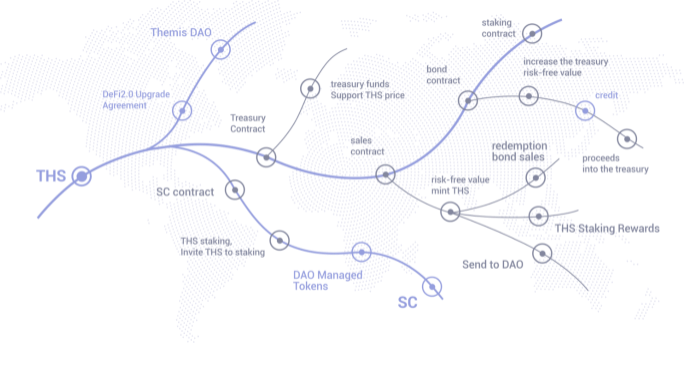 Themis DAO
DeFi2.0 Upgrade
Agreement
THS
Treasury
Contract
treasury funds
Support THS price
staking
contract
bond
contract
increase the treasury
risk-free value
credit
proceeds
into the treasury
sales
contract
redemption
bond sales
risk-free value
mint THS
THS Staking Rewards
Send to DAO
SC contract
THS staking,
Invite THS to staking
DAO Managed
Tokens
SC